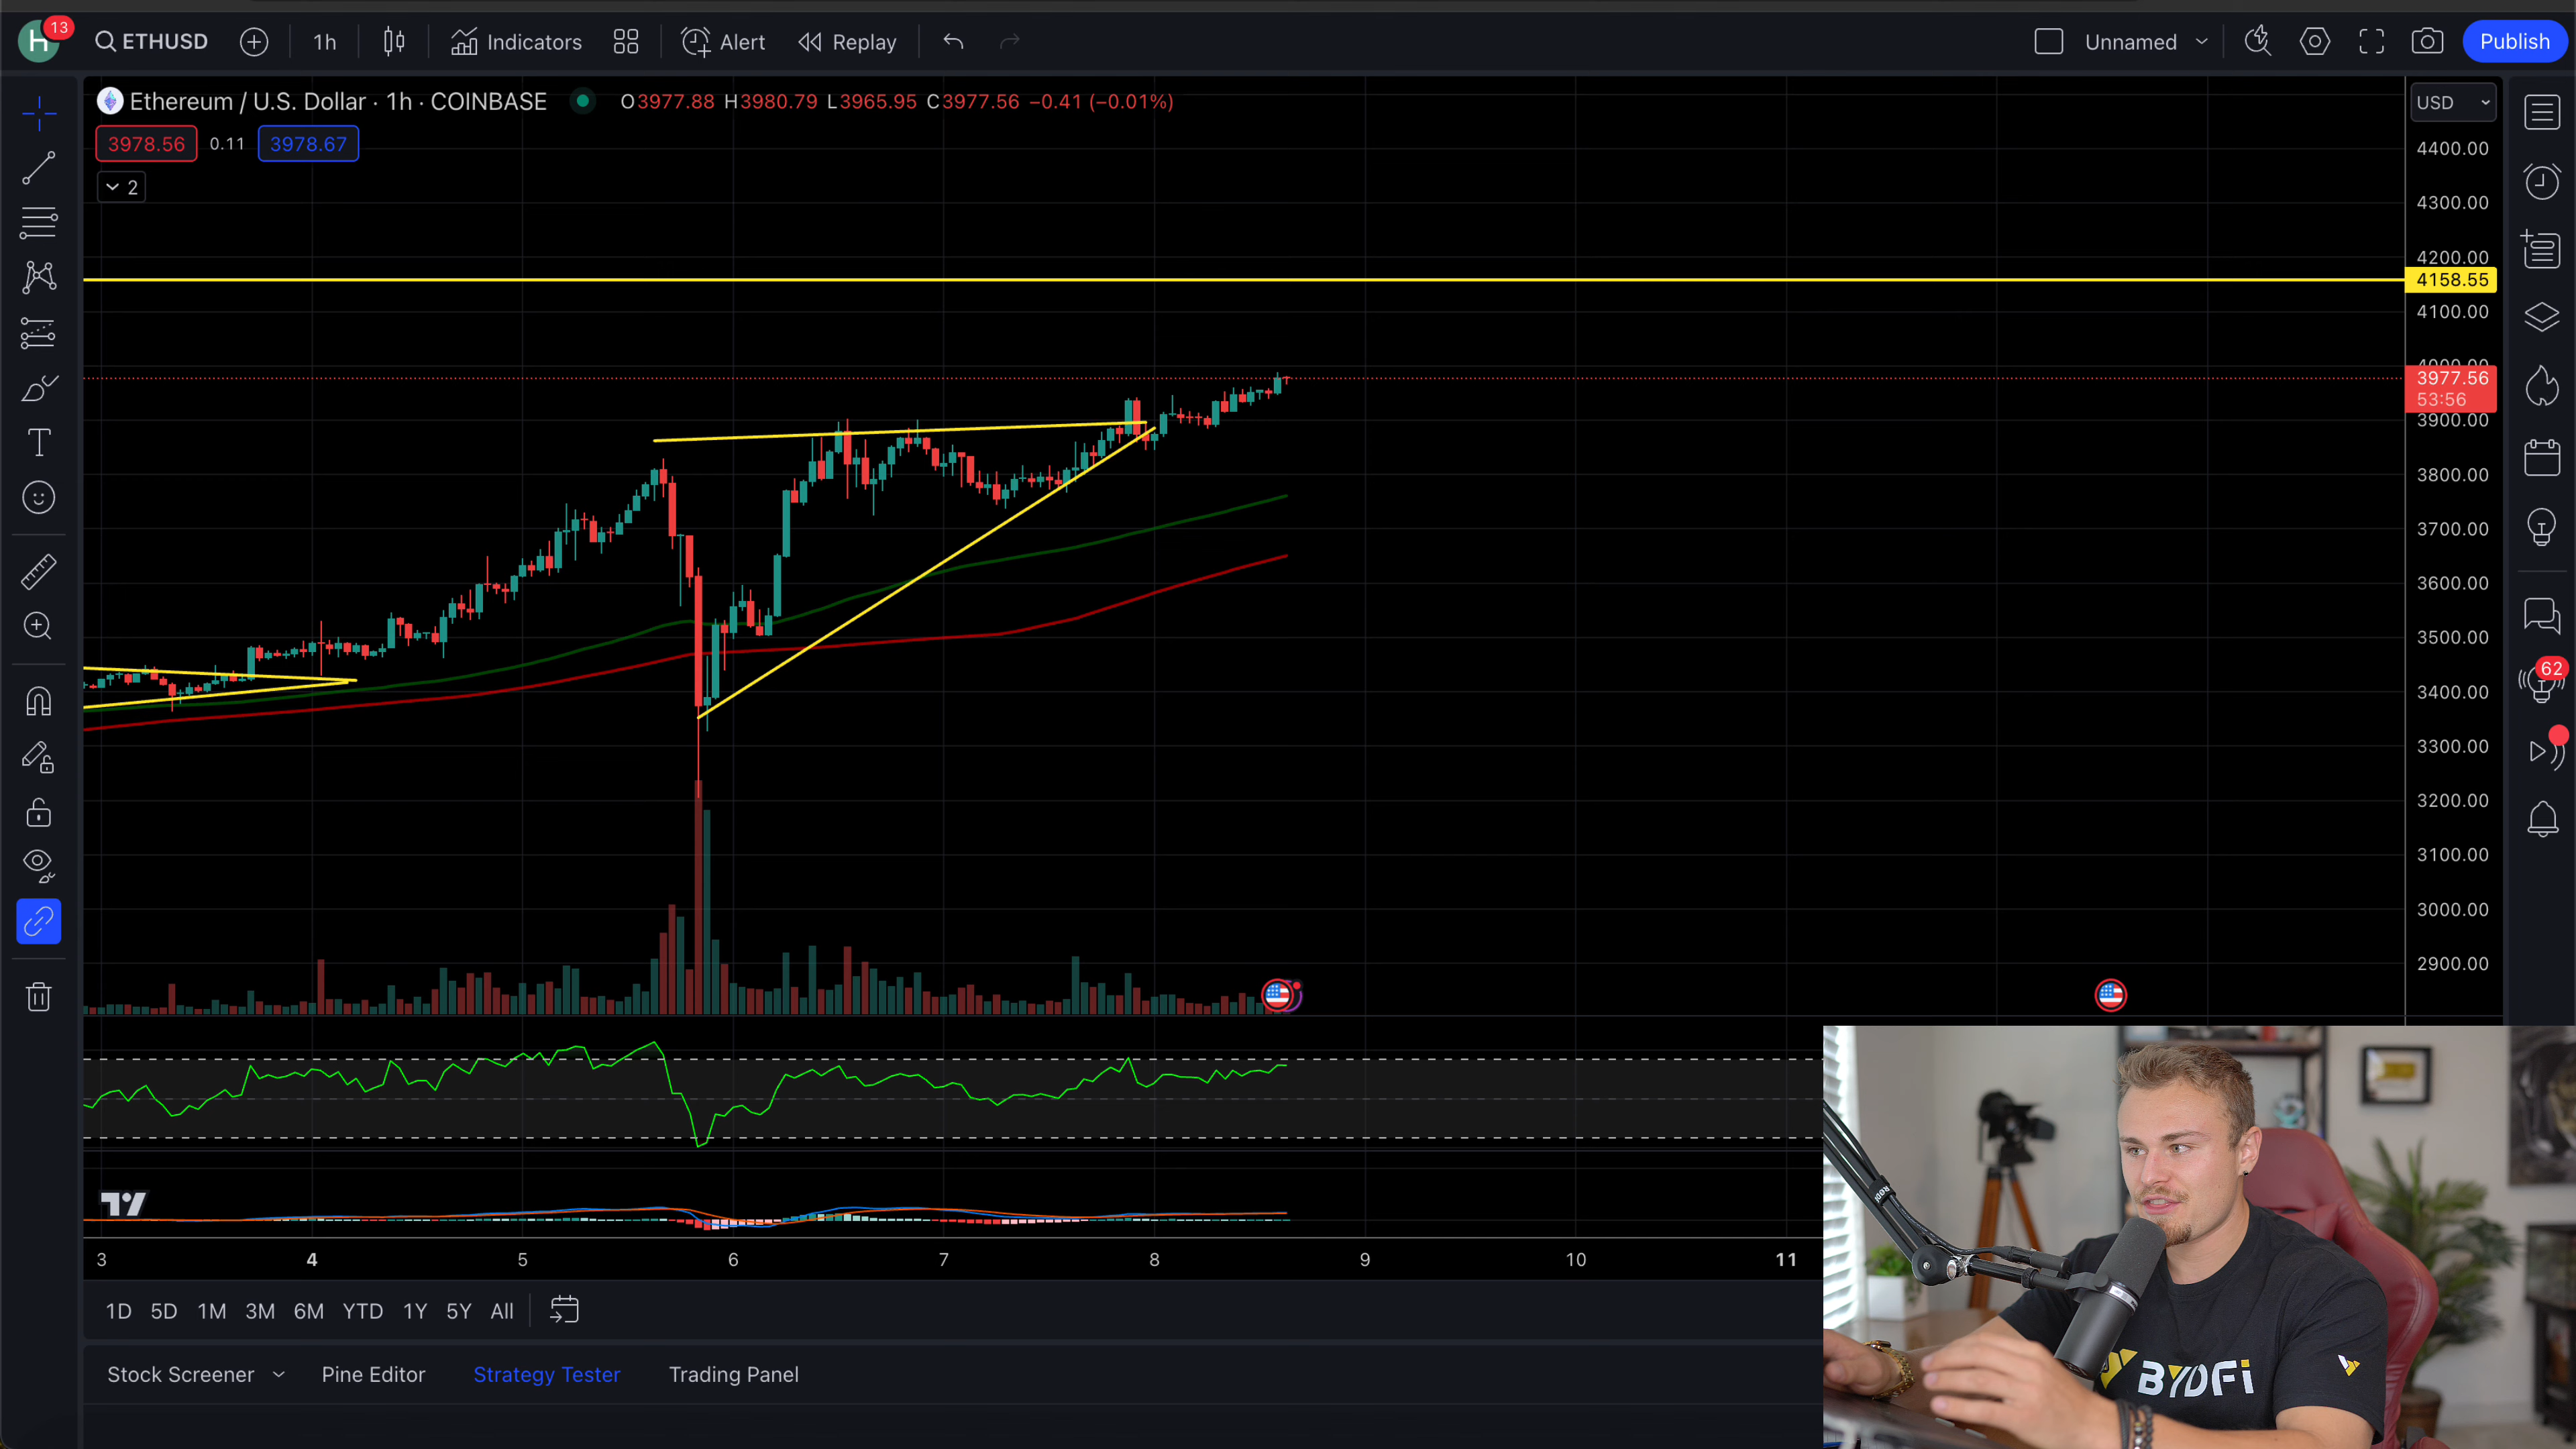 H 13 ETHUSD 1h Indicators Alert Replay Unnamed Publish
Ethereum / U.S. Dollar · 1h · COINBASE O3977.88 H3980.79 L3965.95 C3977.56 −0.41 (−0.01%)
USD
3978.56 0.11 3978.67
2
4400.00
4300.00
4200.00
4158.55
4100.00
4000.00
3977.56
53:56
3900.00
3800.00
3700.00
3600.00
3500.00
3400.00
3300.00
3200.00
3100.00
3000.00
2900.00
62
3 4 5 6 7 8 9 10 11
1D 5D 1M 3M 6M YTD 1Y 5Y All
Stock Screener Pine Editor Strategy Tester Trading Panel
BYDFi